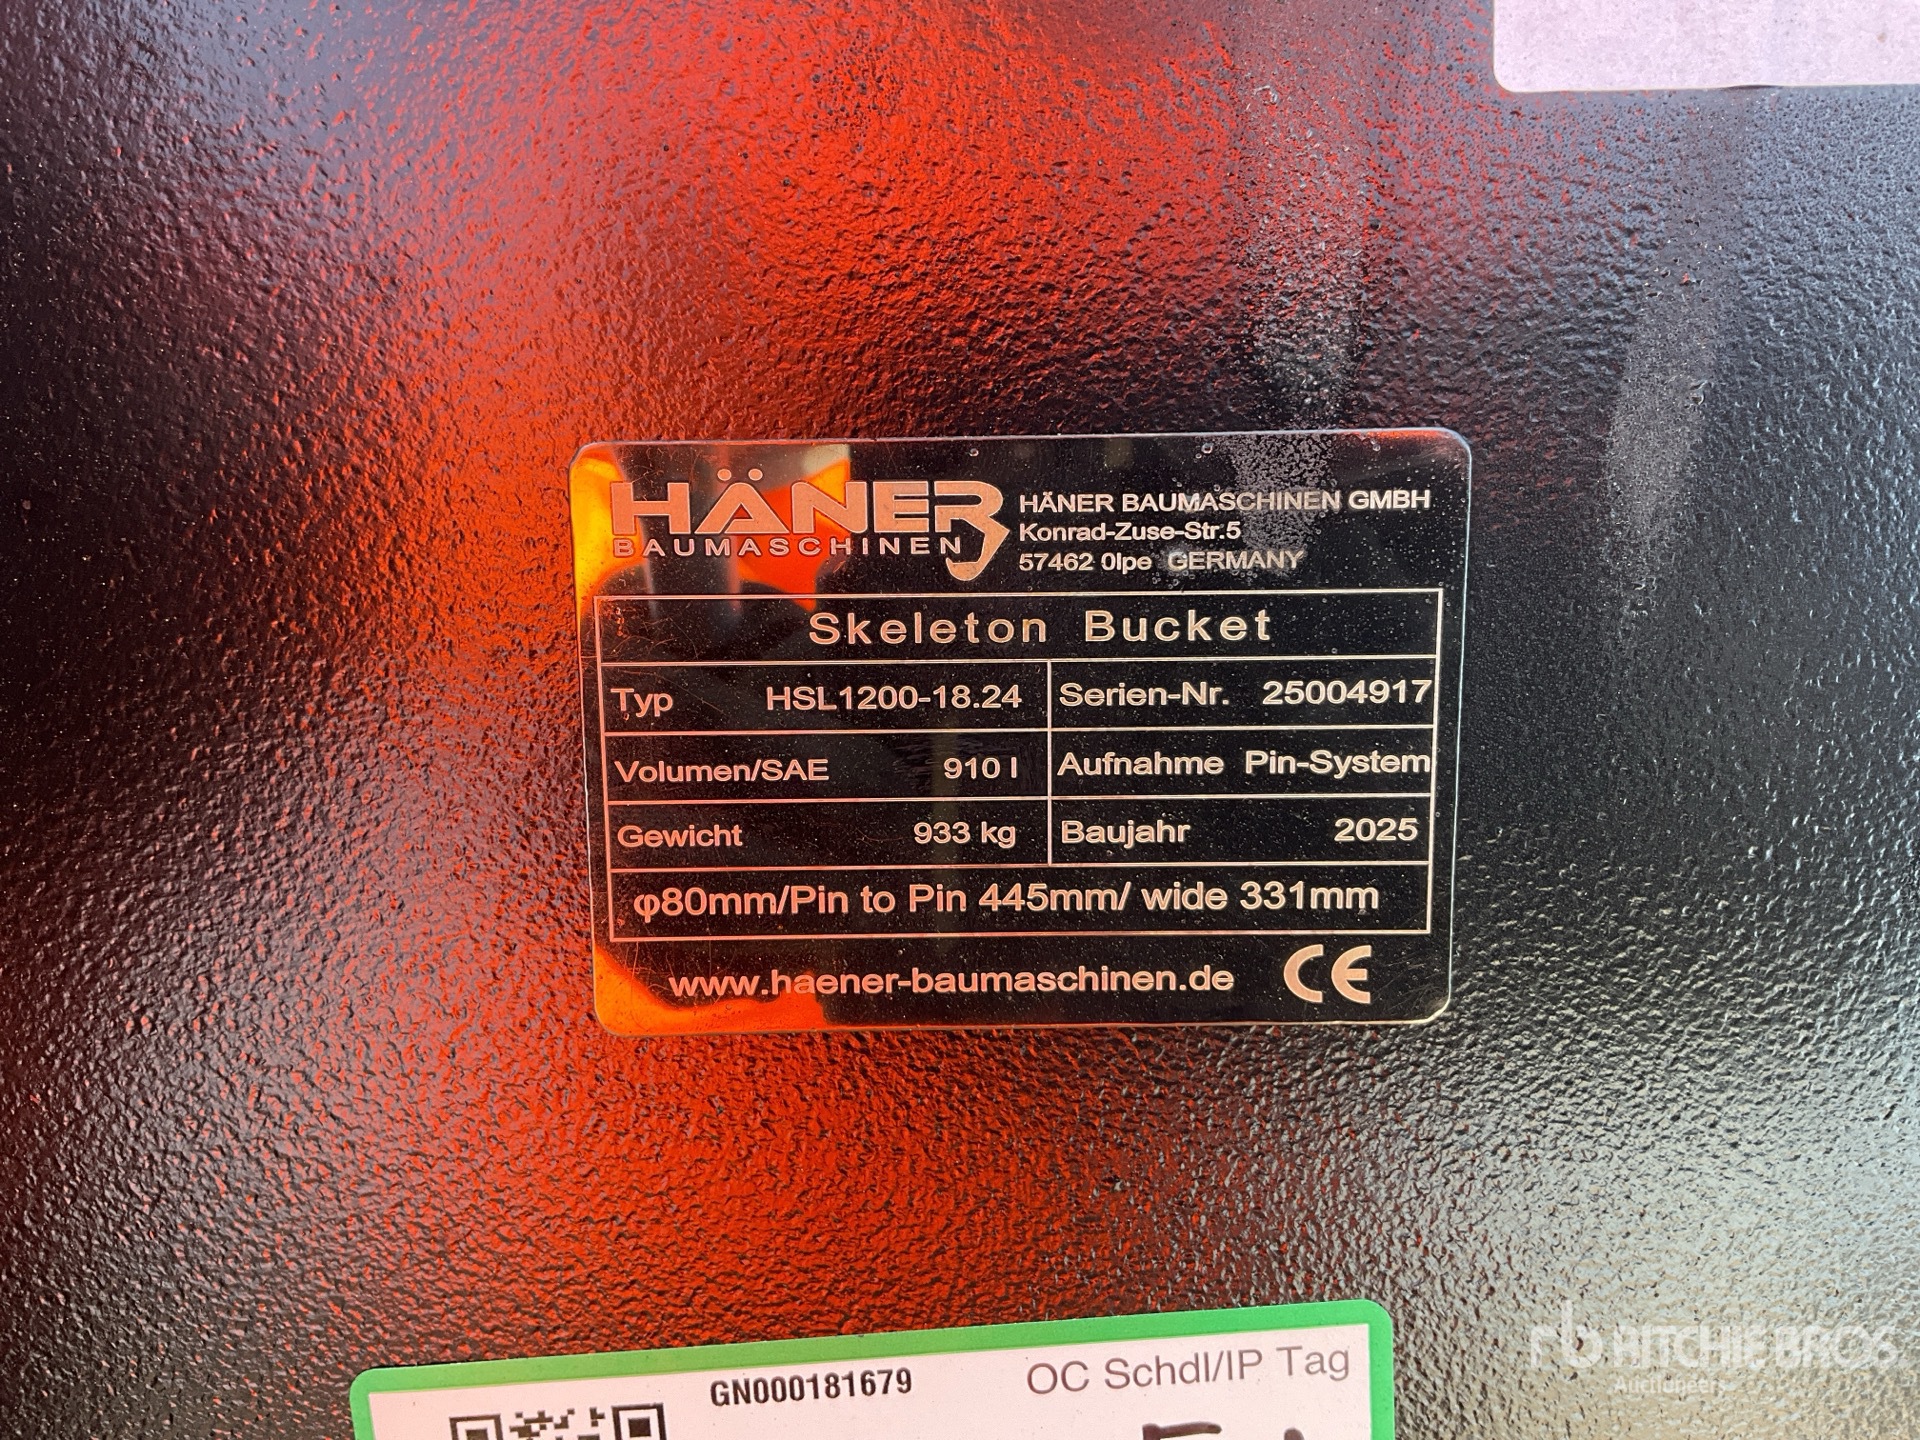 HÄNER
BAUMASCHINEN
HÄNER BAUMASCHINEN GMBH
Konrad-Zuse-Str.5
57462 Olpe GERMANY
Skeleton Bucket
Typ HSL1200-18.24 Serien-Nr. 25004917
Volumen/SAE 910 l Aufnahme Pin-System
Gewicht 933 kg Baujahr 2025
φ80mm/Pin to Pin 445mm/ wide 331mm
www.haener-baumaschinen.de CE
GN000181679 OC Schdl/IP Tag
rb RITCHIE BROS
Auctioneers